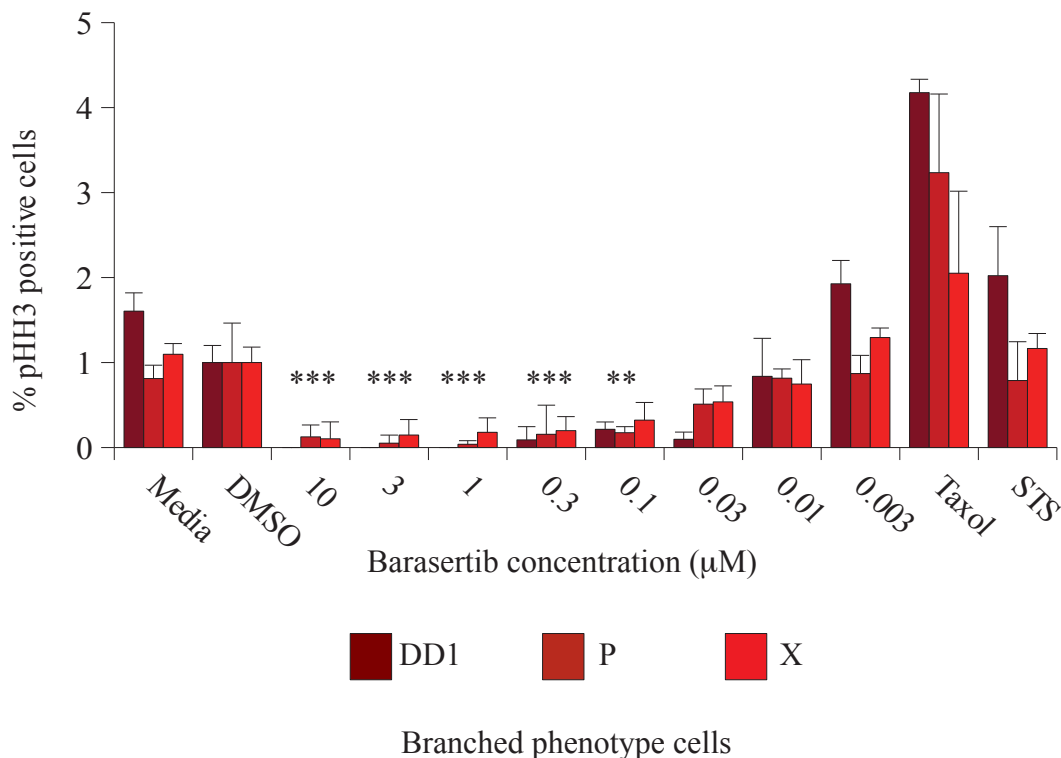 5
4
3
2
1
0
% pHH3 positive cells
*** *** *** *** **
Media DMSO 10 3 1 0.3 0.1 0.03 0.01 0.003 Taxol STS
Barasertib concentration (μM)
DD1 P X
Branched phenotype cells